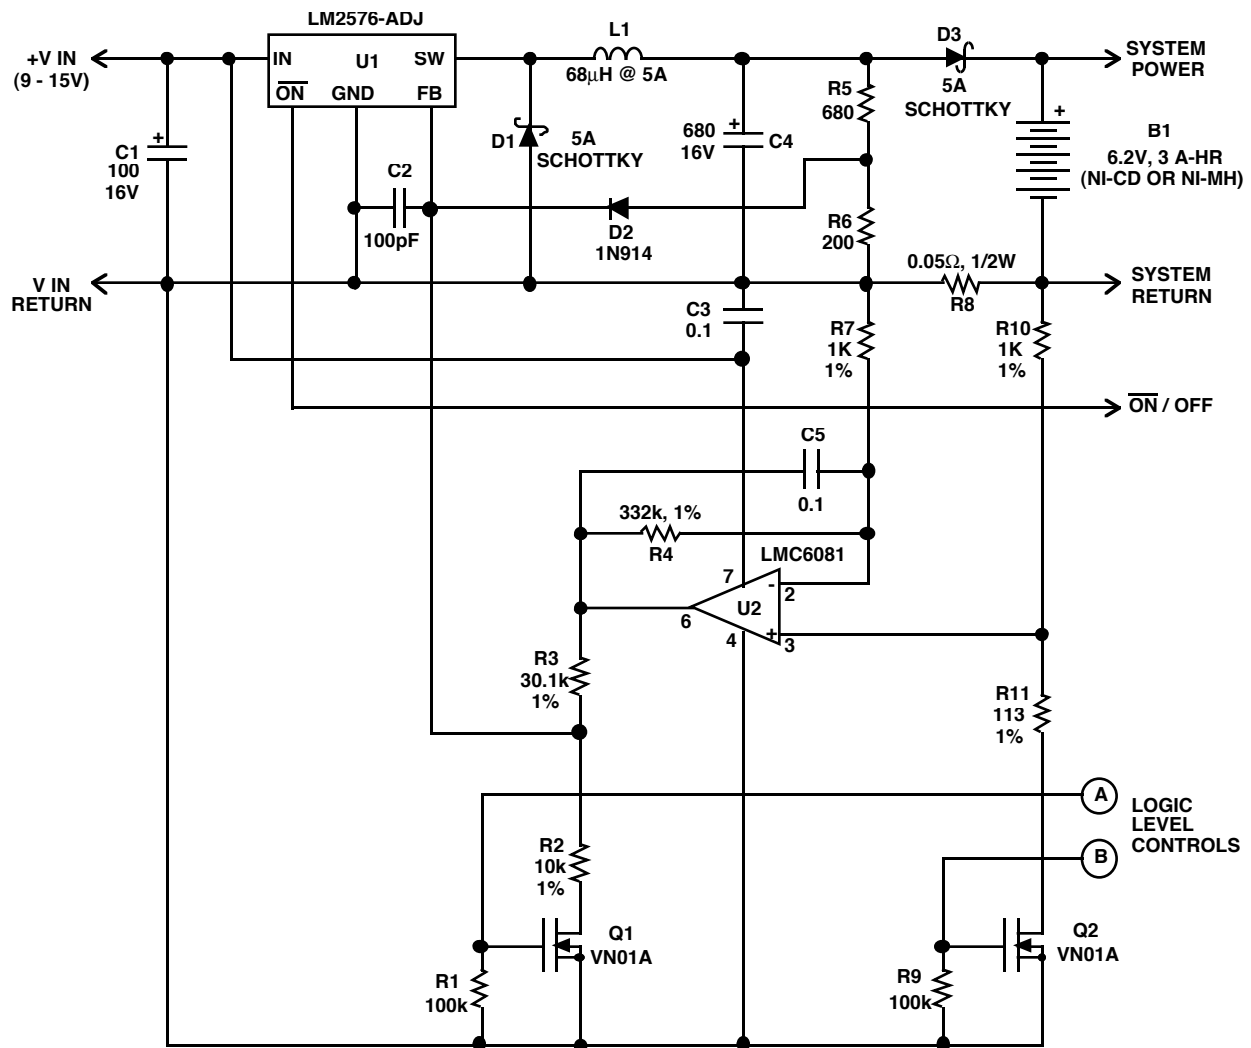 LM2576-ADJ
L1
D3
+V IN
(9 - 15V)
IN
U1
SW
68μH @ 5A
SYSTEM
POWER
ON
GND
FB
R5
680
5A
SCHOTTKY
+
C1
100
16V
D1
5A
SCHOTTKY
680
16V
+
C4
+
B1
6.2V, 3 A-HR
(NI-CD OR NI-MH)
C2
100pF
D2
1N914
R6
200
0.05Ω, 1/2W
R8
V IN
RETURN
SYSTEM
RETURN
C3
0.1
R7
1K
1%
R10
1K
1%
ON / OFF
C5
0.1
332k, 1%
R4
LMC6081
7
-
2
U2
6
4
+
3
R3
30.1k
1%
R11
113
1%
A
LOGIC
LEVEL
CONTROLS
B
R2
10k
1%
Q1
VN01A
Q2
VN01A
R1
100k
R9
100k